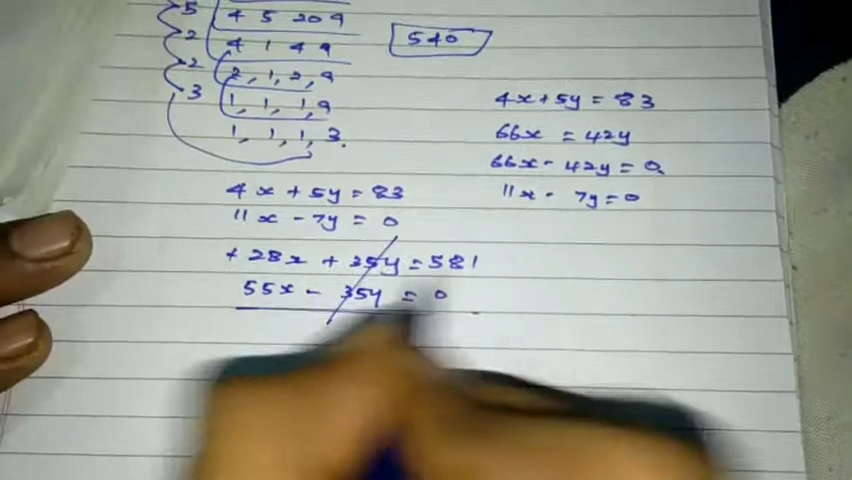 5 4 5 20 9
2 4 1 4 9
2 2, 1, 2, 9
3 1, 1, 1, 9
1, 1, 1, 3.
540
4x + 5y = 83
66x = 42y
66x - 42y = 0
11x - 7y = 0
4x + 5y = 83
11x - 7y = 0
+ 28x + 35y = 581
55x - 35y = 0